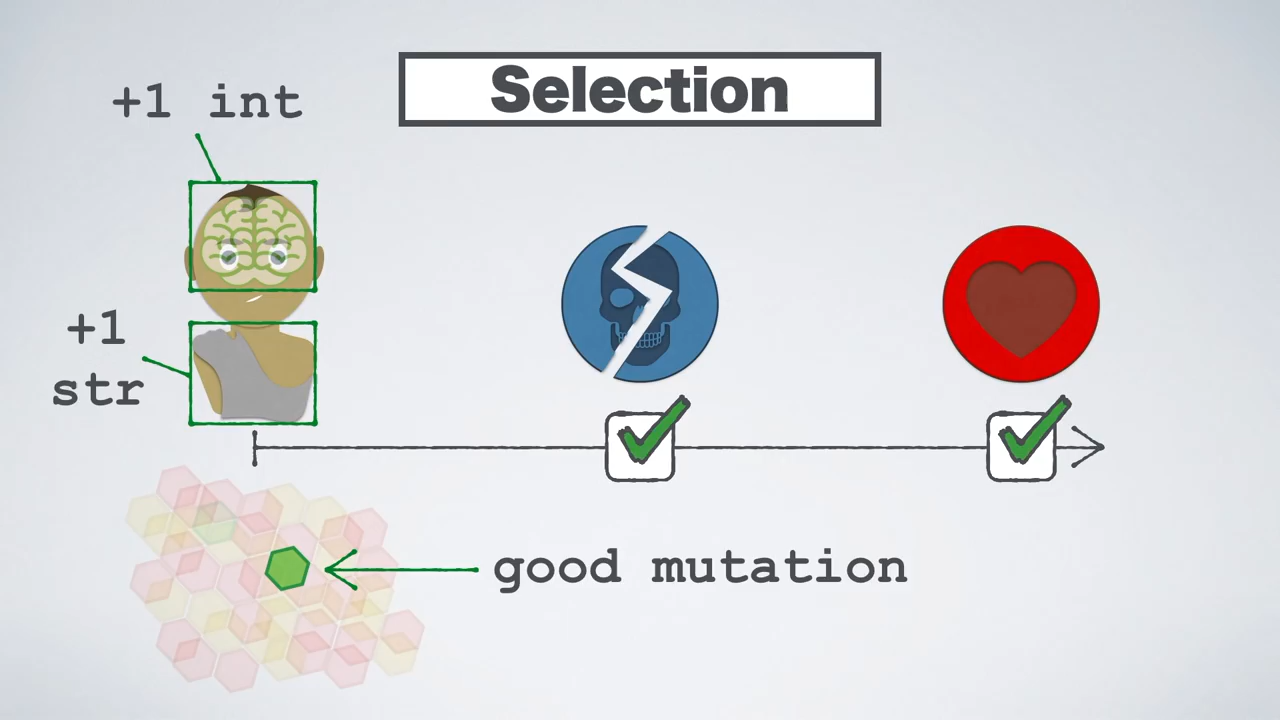 Selection
+1 int
+1
str
good mutation